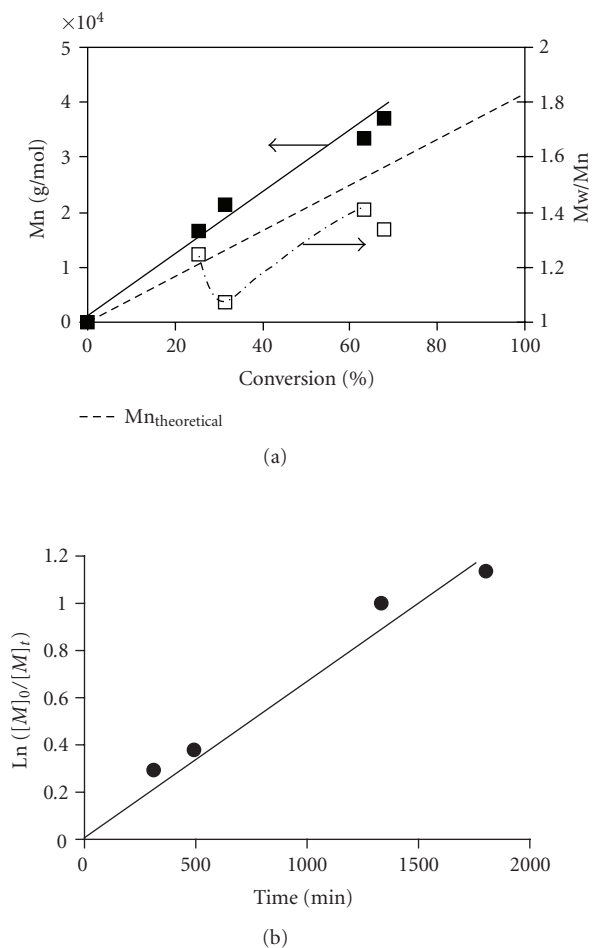 ×10⁴
5
4
3
2
1
0
Mn (g/mol)
2
1.8
1.6
1.4
1.2
1
Mw/Mn
0 20 40 60 80 100
Conversion (%)
Mn_theoretical
(a)
1.2
1
0.8
0.6
0.4
0.2
0
Ln ([M]₀/[M]ₜ)
0 500 1000 1500 2000
Time (min)
(b)